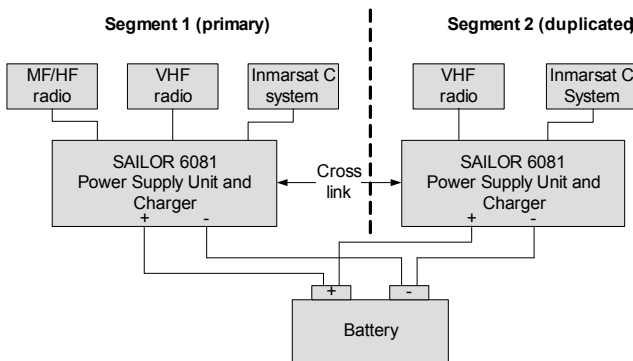 Segment 1 (primary)
Segment 2 (duplicated)
MF/HF
radio
VHF
radio
Inmarsat C
system
VHF
radio
Inmarsat C
System
SAILOR 6081
Power Supply Unit and
Charger
+ -
Cross
link
SAILOR 6081
Power Supply Unit and
Charger
+ -
+ -
Battery